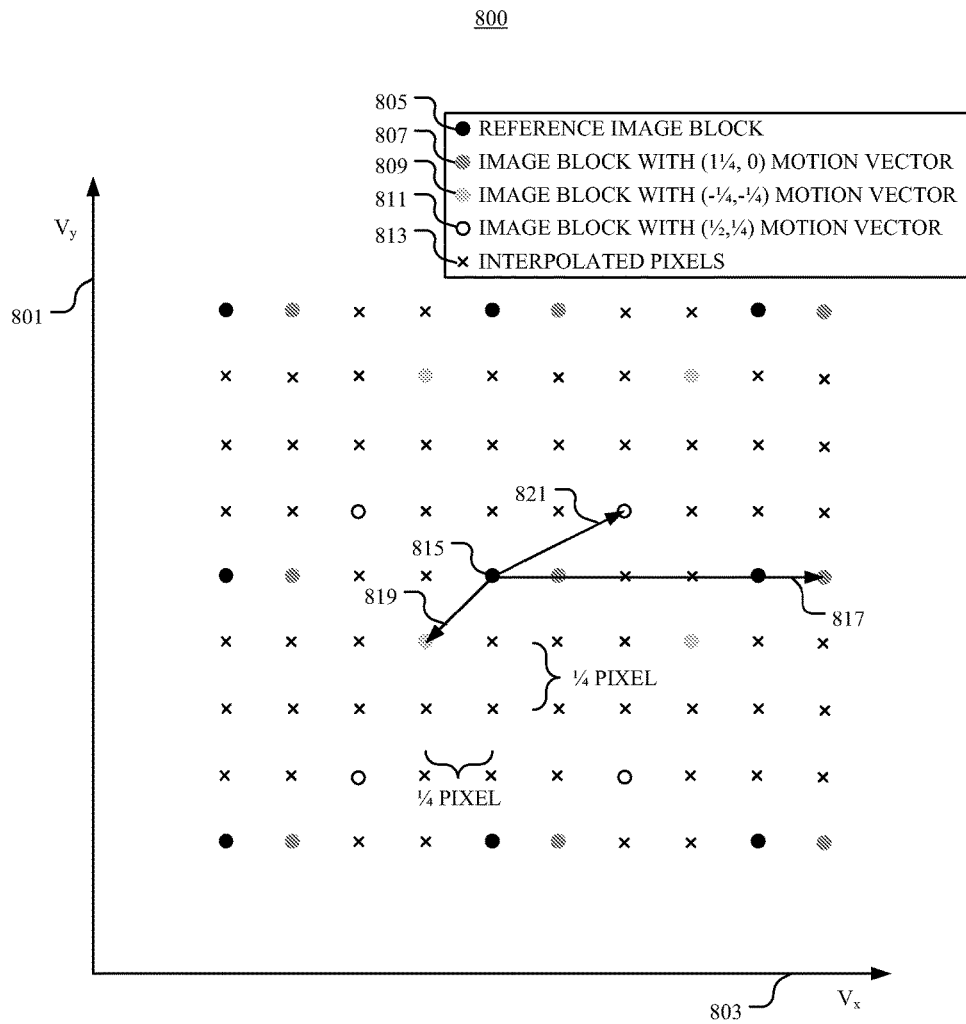 800
805
● REFERENCE IMAGE BLOCK
807
IMAGE BLOCK WITH (1¼, 0) MOTION VECTOR
809
IMAGE BLOCK WITH (-¼,-¼) MOTION VECTOR
811
IMAGE BLOCK WITH (½,¼) MOTION VECTOR
813
× INTERPOLATED PIXELS
Vy
801
821
815
819
817
¼ PIXEL
¼ PIXEL
803
Vx